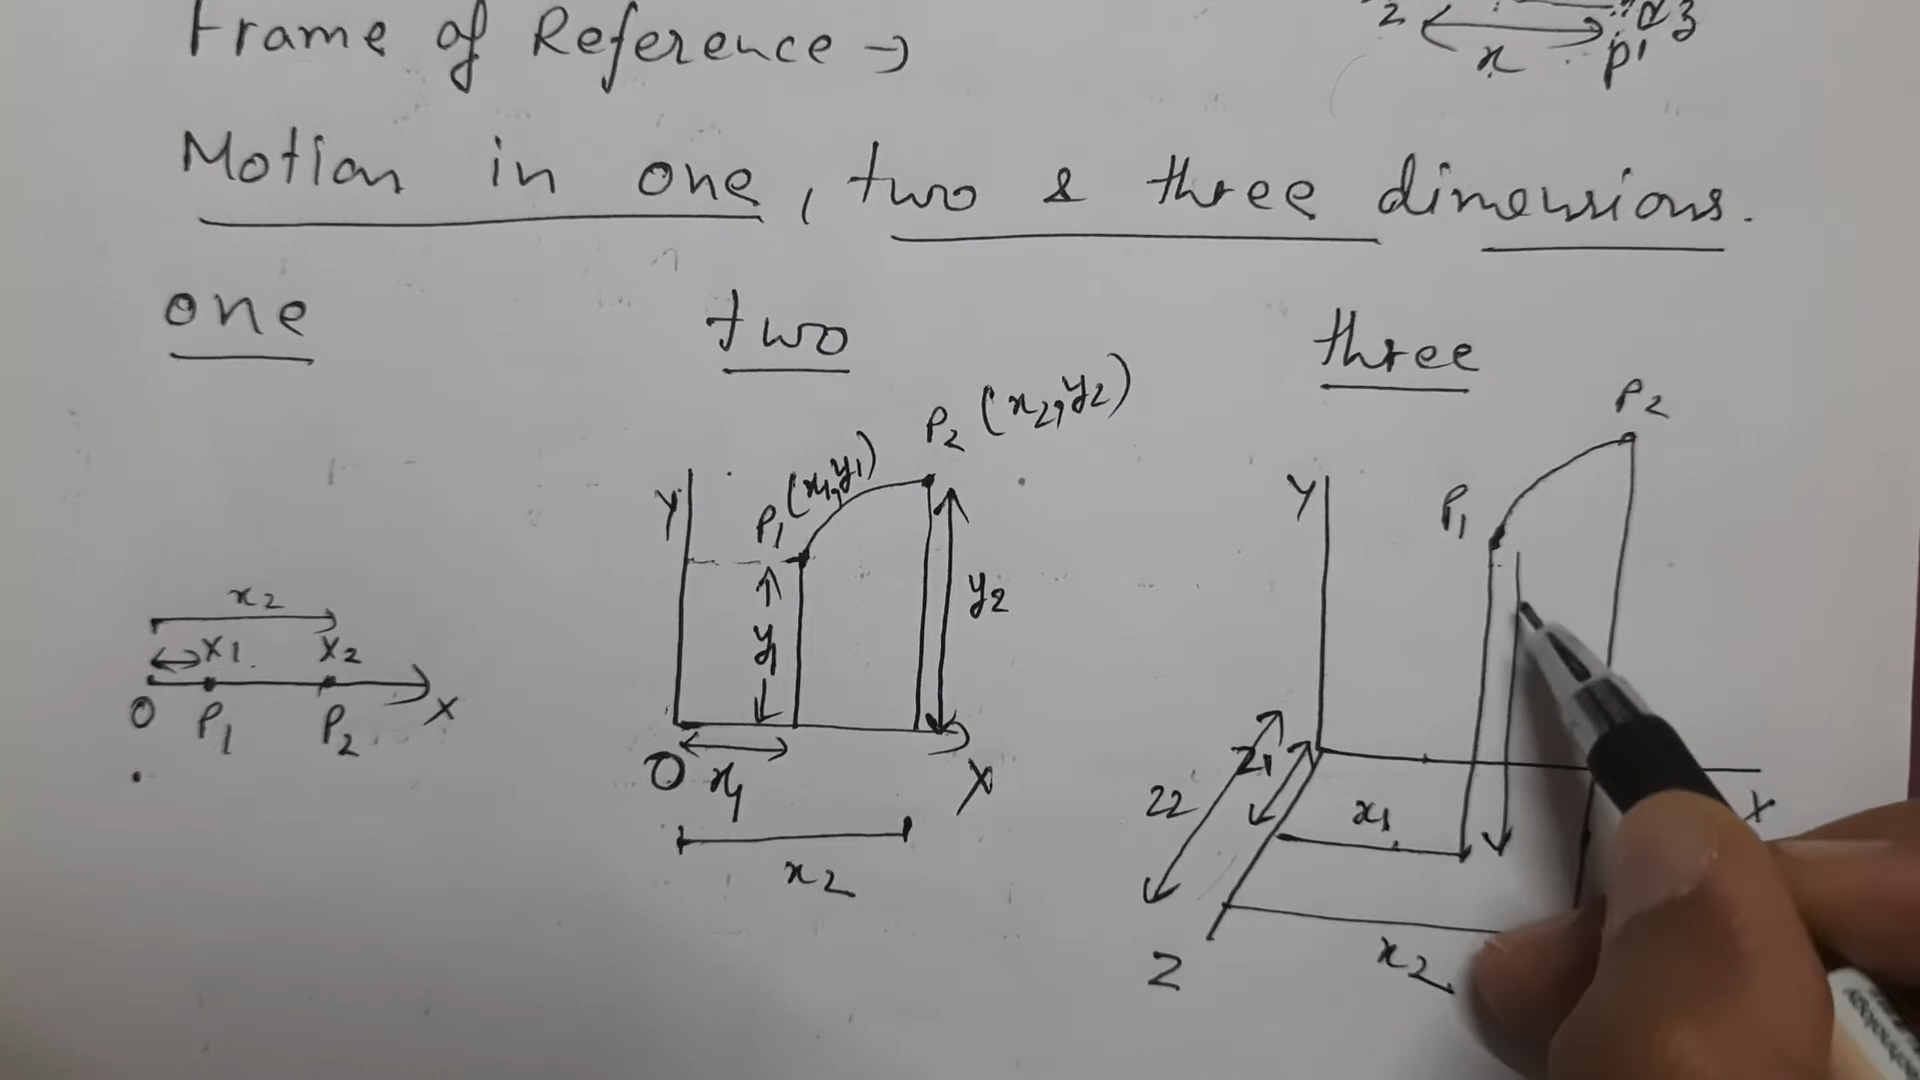 Frame of Reference →
z x p' x3
Motion in one, two & three dimensions.
one
two
three
x2
x1 x2
O P1 P2 X
Y P1 (x1, y1) P2 (x2, y2)
y1
y2
O x1 X
x2
Y P1 P2
z1
z2
x1
X
x2
Z